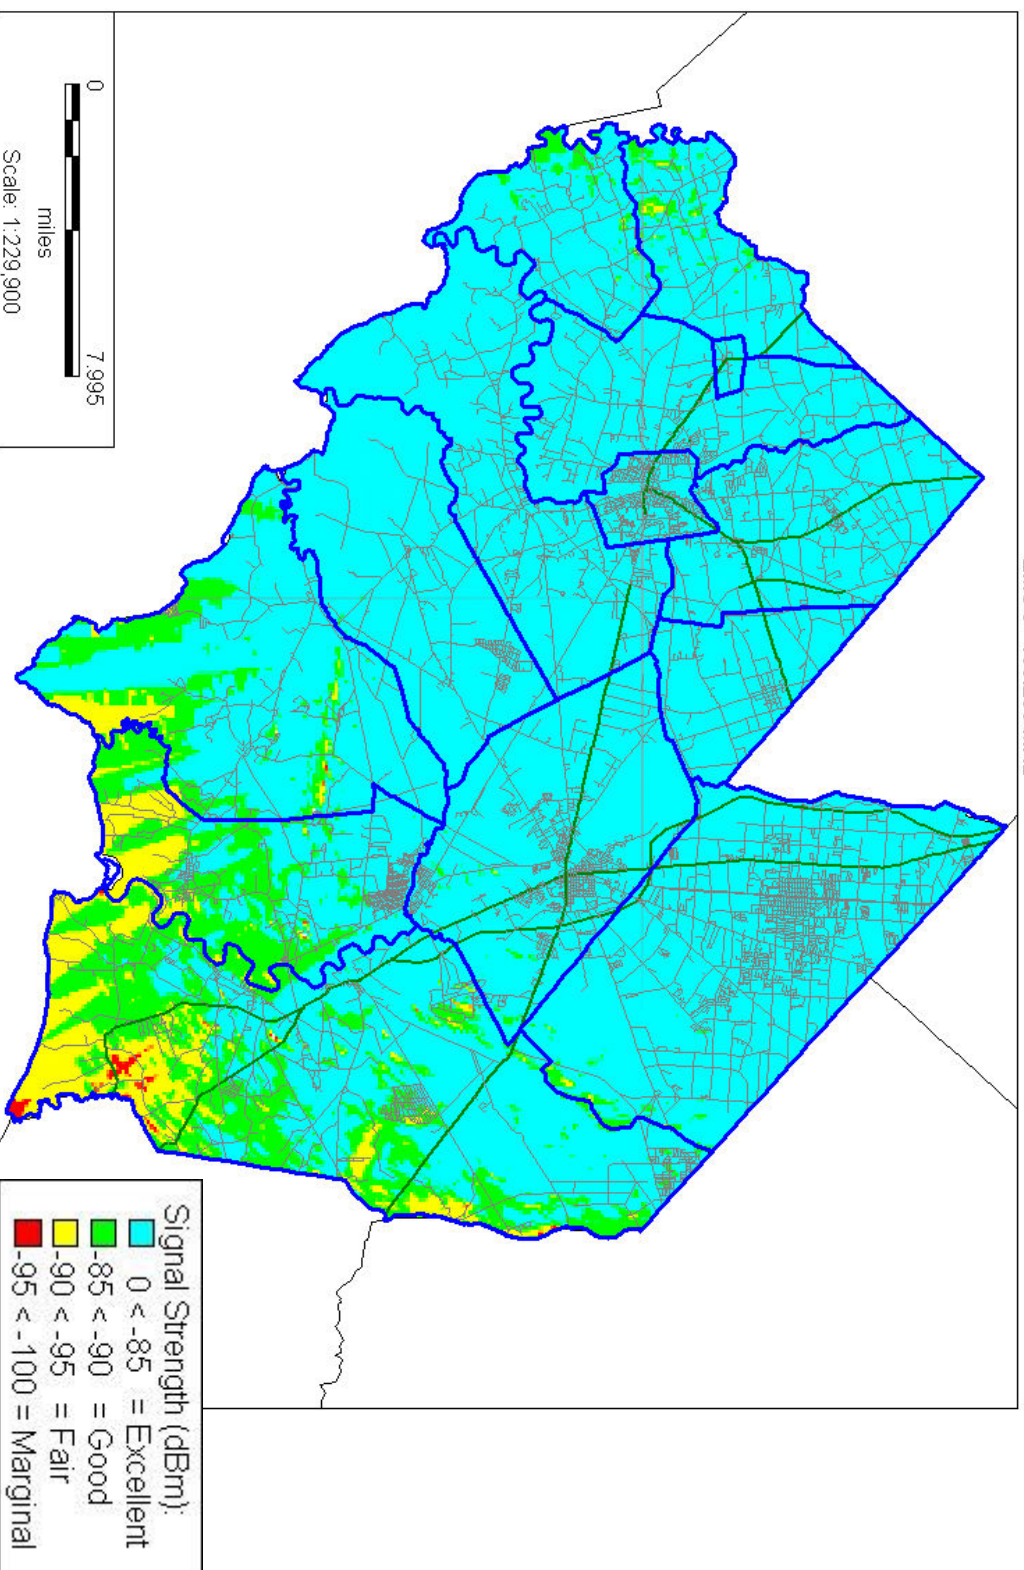 0
7.995
miles
Scale: 1:229,900
Signal Strength (dBm):
0 < -85 = Excellent
-85 < -90 = Good
-90 < -95 = Fair
-95 < -100 = Marginal